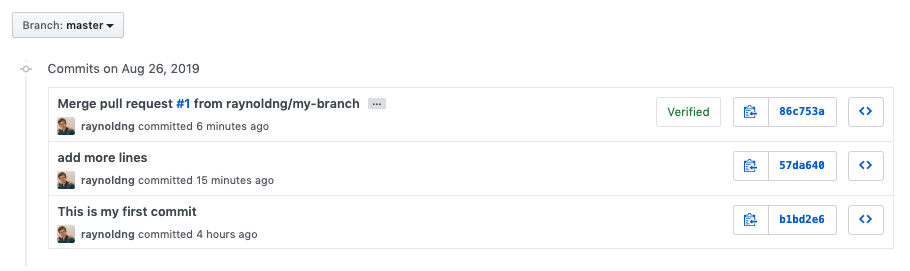 Branch: master
Commits on Aug 26, 2019
Merge pull request #1 from raynoldng/my-branch ...
raynoldng committed 6 minutes ago
Verified
86c753a
add more lines
raynoldng committed 15 minutes ago
57da640
This is my first commit
raynoldng committed 4 hours ago
b1bd2e6